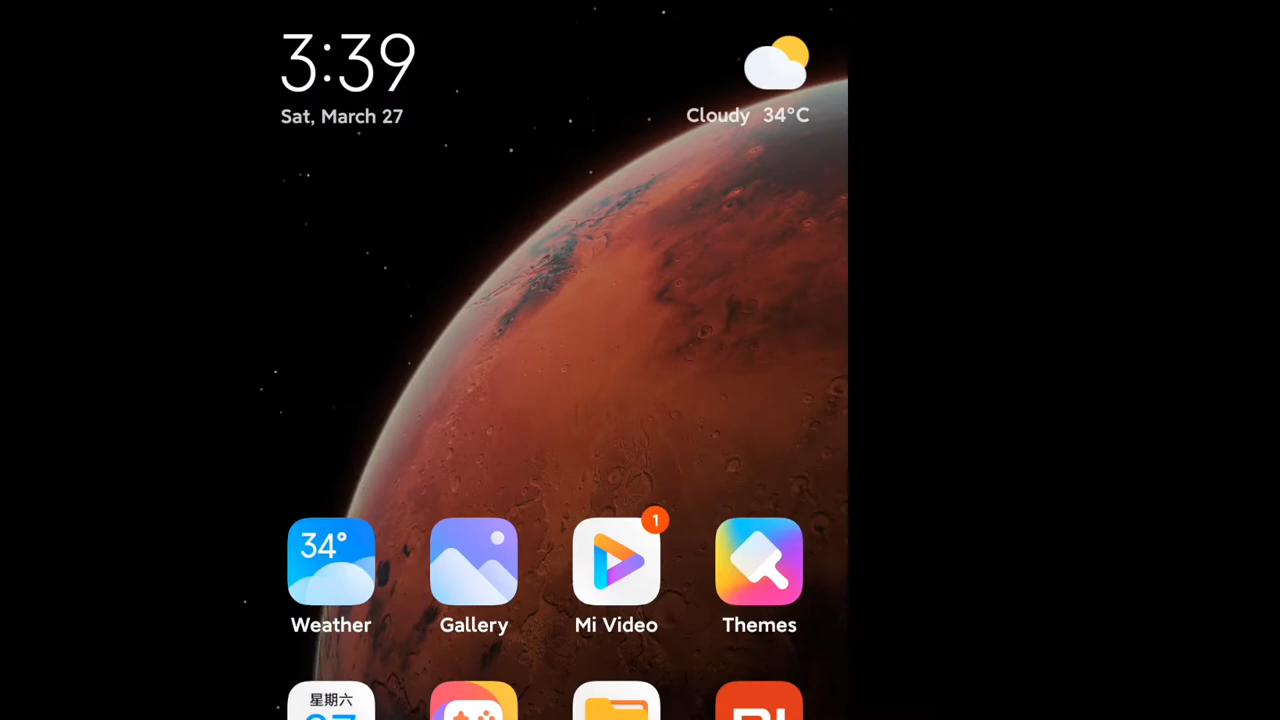 3:39
Sat, March 27
Cloudy 34°C
34°
1
Weather
Gallery
Mi Video
Themes
星期六